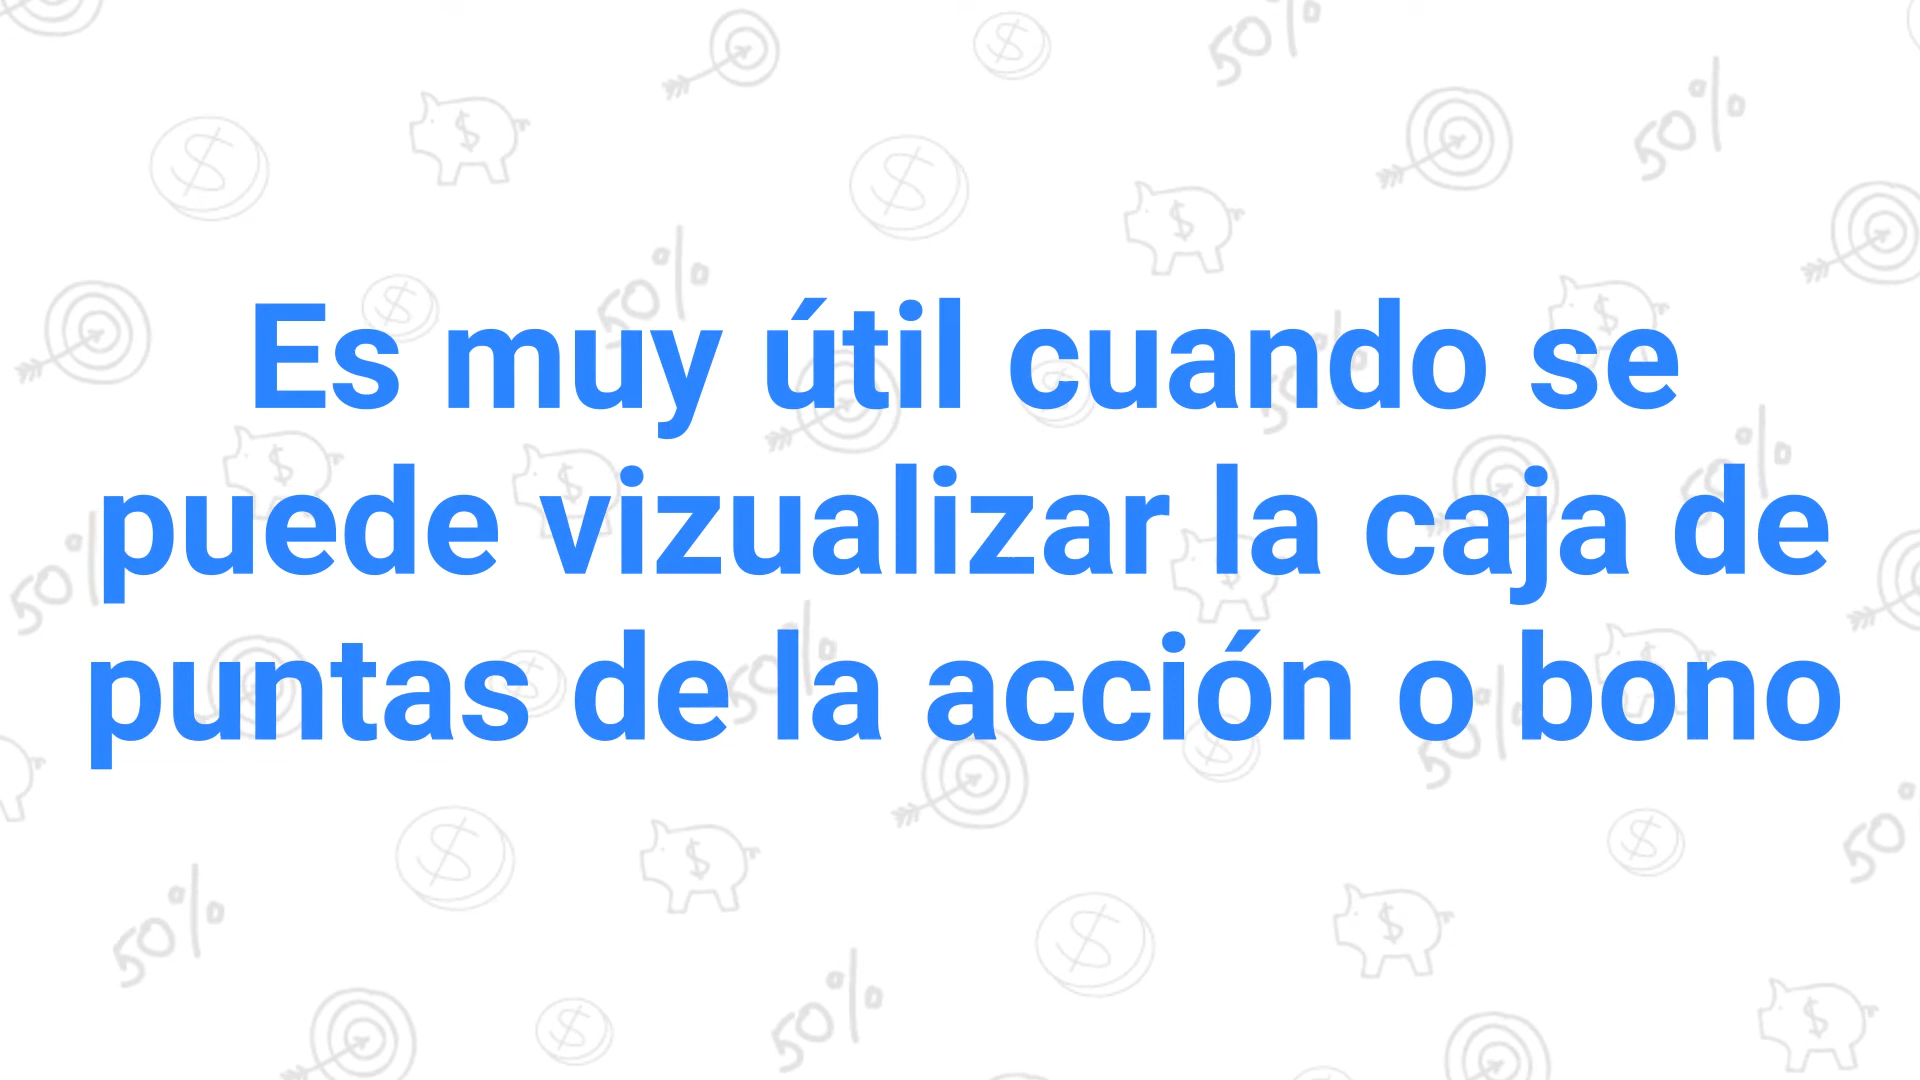 Es muy útil cuando se
puede vizualizar la caja de
puntas de la acción o bono